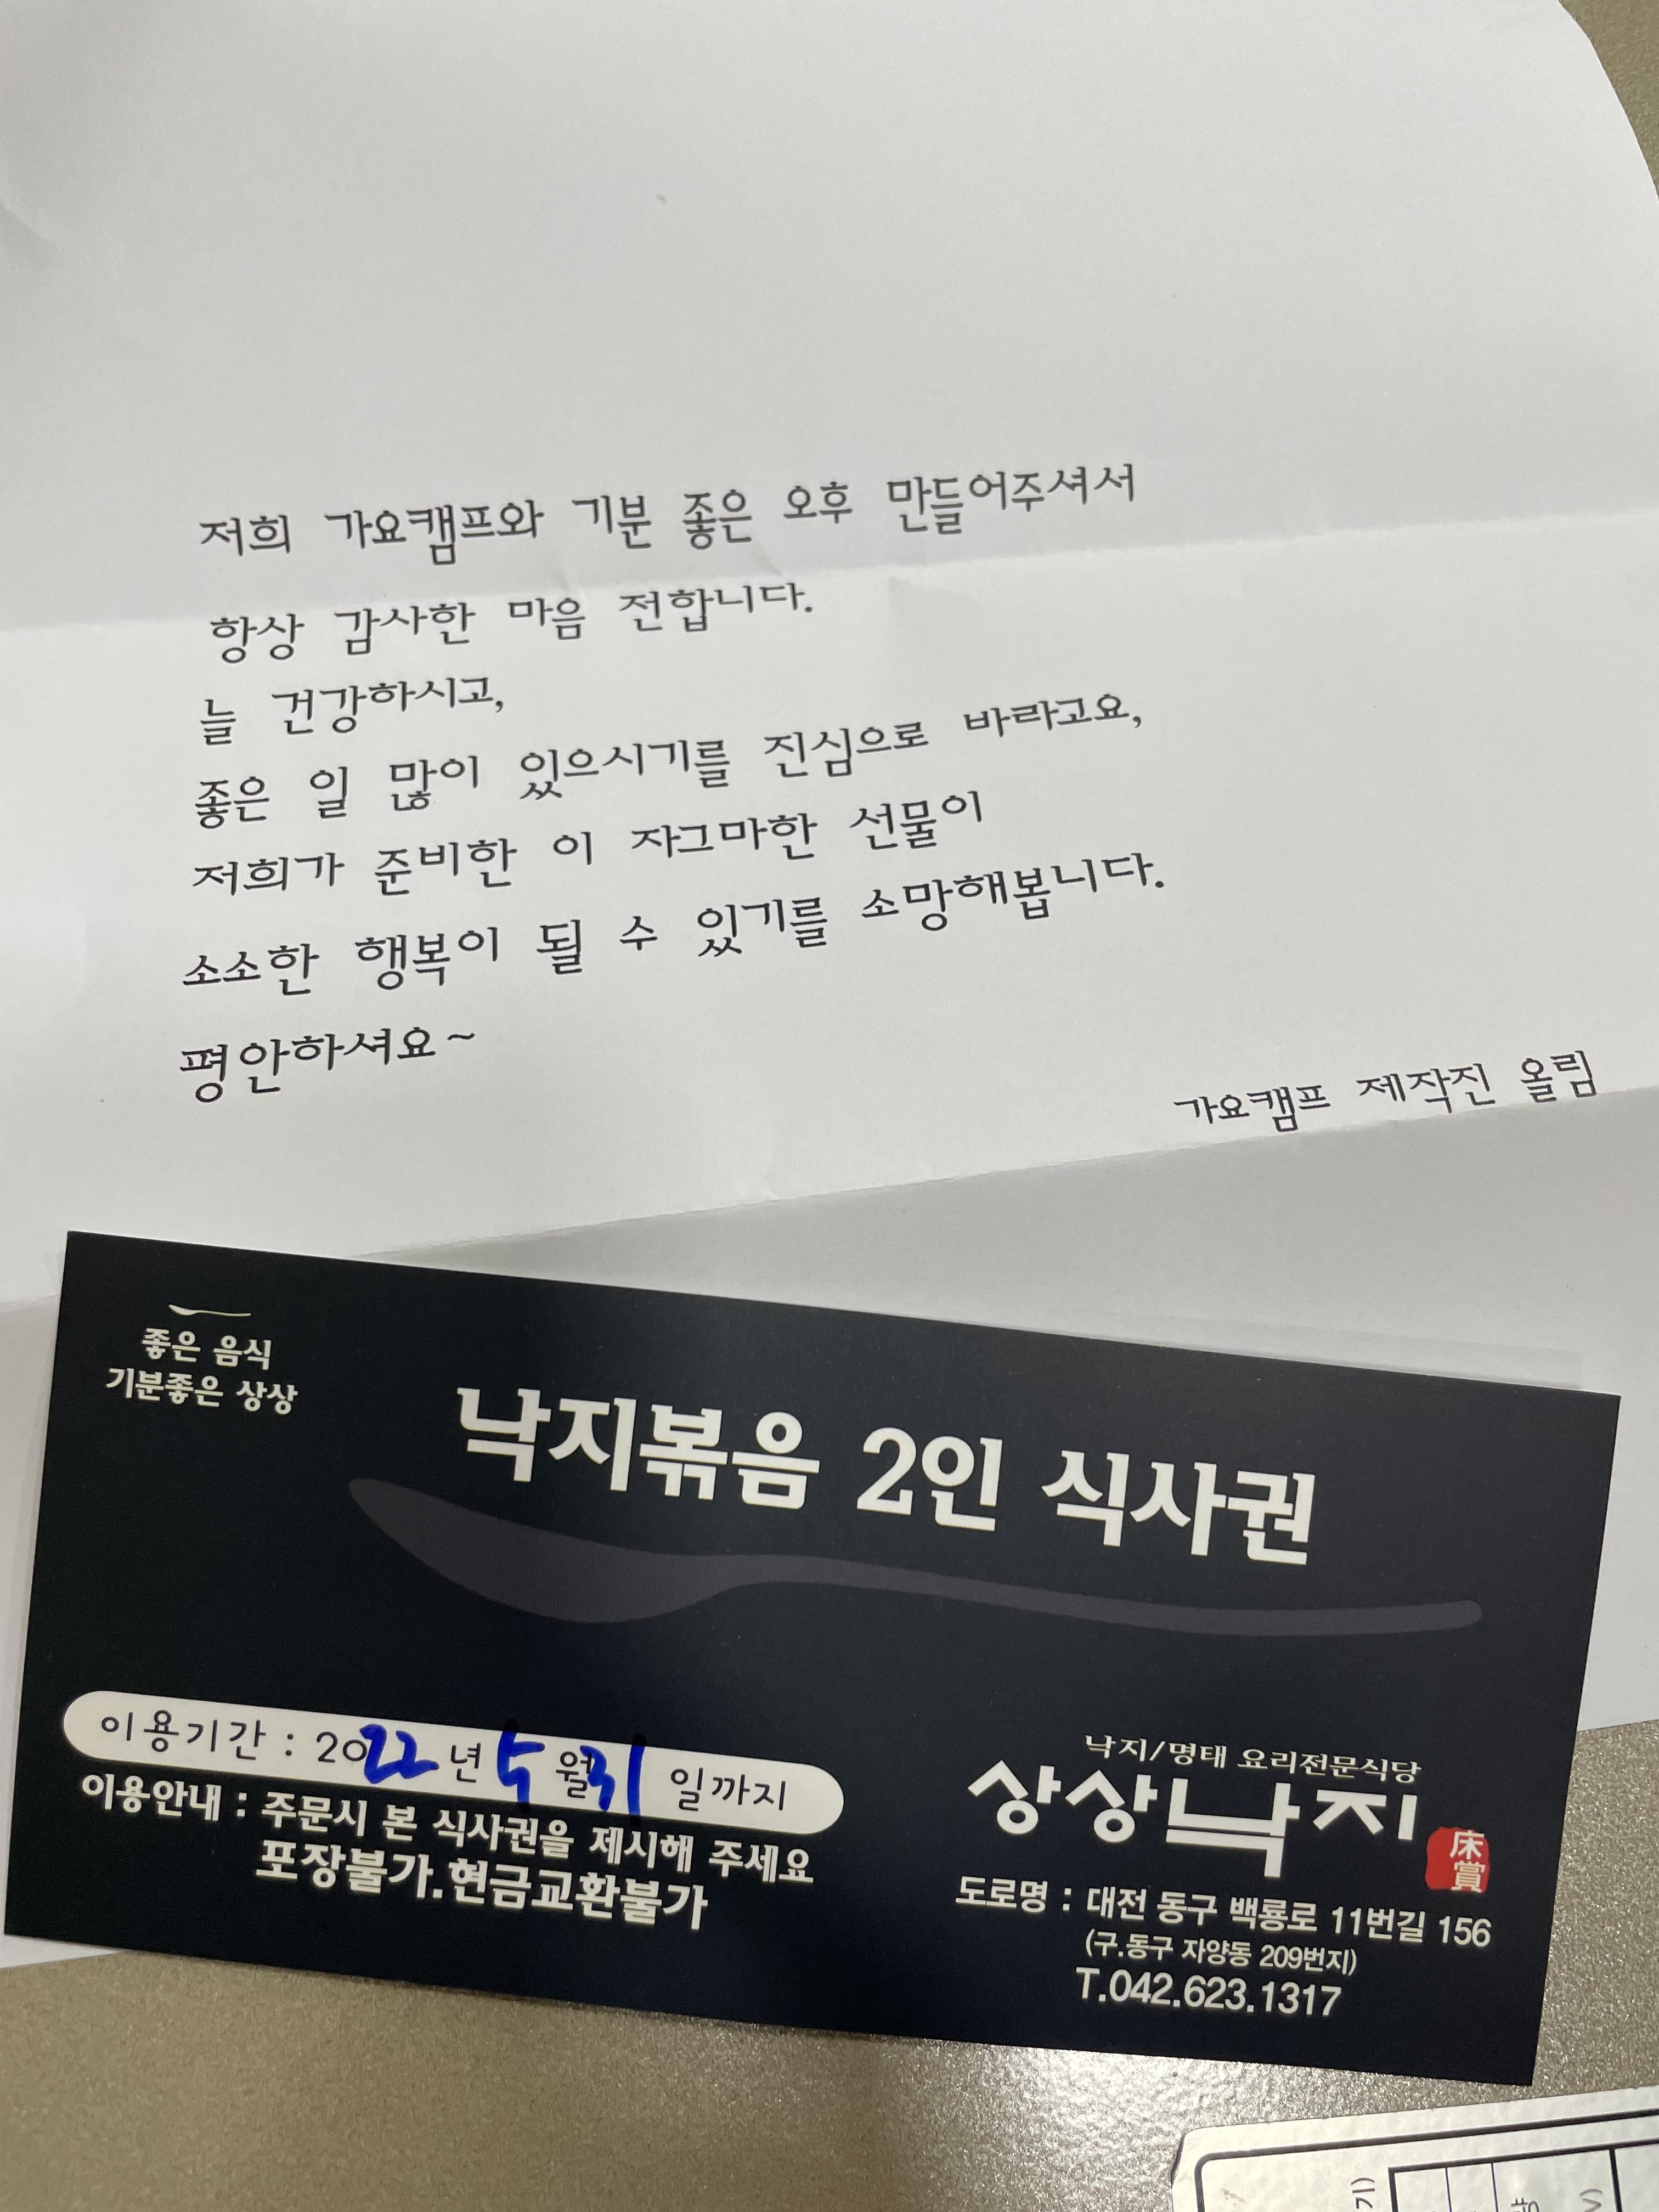 저희 가요캠프와 기분 좋은 오후 만들어주셔서
항상 감사한 마음 전합니다.
늘 건강하시고,
좋은 일 많이 있으시기를 진심으로 바라고요,
저희가 준비한 이 자그마한 선물이
소소한 행복이 될 수 있기를 소망해봅니다.
평안하셔요~
가요캠프 제작진 올림
좋은 음식
기분좋은 상상
낙지볶음 2인 식사권
이용기간 : 2022년 5월 31일까지
이용안내 : 주문시 본 식사권을 제시해 주세요
포장불가.현금교환불가
낙지/명태 요리전문식당
상상낙지
床賞
도로명 : 대전 동구 백룡로 11번길 156
(구.동구 자양동 209번지)
T.042.623.1317